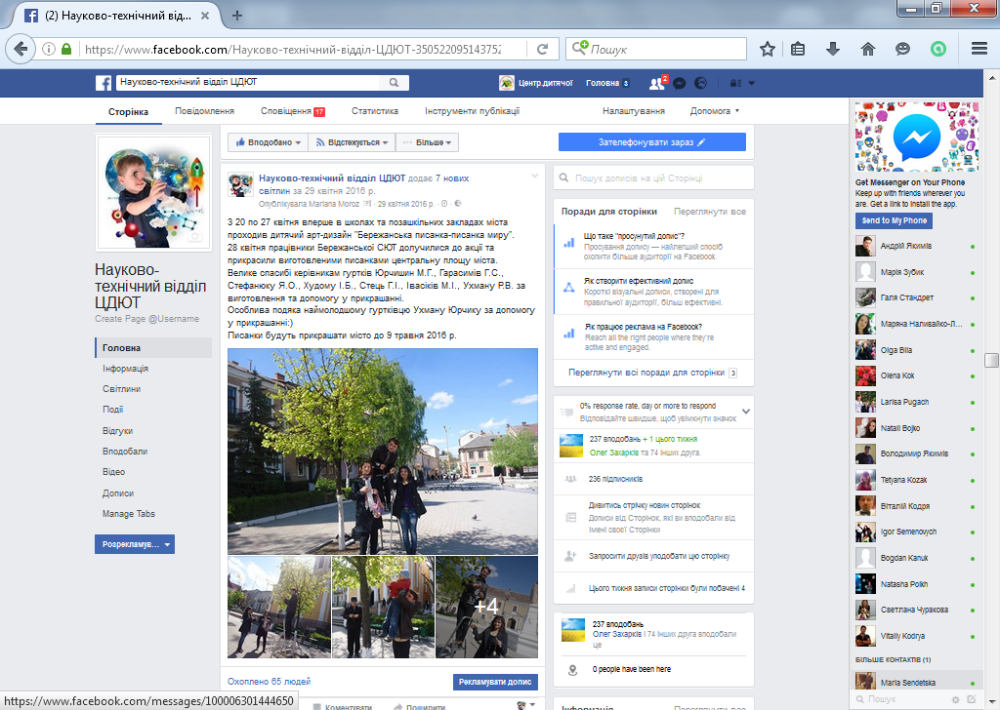 (2) Науково-технічний відд...
https://www.facebook.com/Науково-технічний-відділ-ЦДЮТ-35052209514375
Пошук
Науково-технічний відділ ЦДЮТ
Центр.дитячої
Головна 3
2
Сторінка
Повідомлення
Сповіщення 17
Статистика
Інструменти публікації
Налаштування
Допомога
Вподобано
Відстежується
Більше
Зателефонувати зараз
Науково-технічний відділ ЦДЮТ
Create Page @Username
Головна
Інформація
Світлини
Події
Відгуки
Вподобали
Відео
Дописи
Manage Tabs
Розрекламув...
Науково-технічний відділ ЦДЮТ додає 7 нових
світлин за 29 квітня 2016 р.
Опублікувала Mariana Moroz [?] · 29 квітня 2016 р. ·
З 20 по 27 квітня вперше в школах та позашкільних закладах міста
проходив дитячий арт-дизайн "Бережанська писанка-писанка миру".
28 квітня працівники Бережанської СЮТ долучилися до акції та
прикрасили виготовленими писанками центральну площу міста.
Велике спасибі керівникам гуртків Юрчишин М.Г., Гарасимів Г.С.,
Стефанюку Я.О., Худому І.Б., Стець Г.І., Івасіків М.І., Ухману Р.В. за
виготовлення та допомогу у прикрашанні.
Особлива подяка наймолодшому гуртківцю Ухману Юрчику за допомогу
у прикрашанні:)
Писанки будуть прикрашати місто до 9 травня 2016 р.
+4
Охоплено 65 людей
Рекламувати допис
Коментувати
Поширити
https://www.facebook.com/messages/100006301444650
Пошук дописів на цій Сторінці
Поради для сторінки
Переглянути все
Що таке "просунутий допис"?
Просування допису — найлегший спосіб
охопити більше аудиторії на Facebook.
Як створити ефективний допис
Короткі візуальні дописи, створені для
правильної аудиторії, більш ефективні.
Як працює реклама на Facebook?
Reach all the right people where they're
active and engaged.
Переглянути всі поради для сторінки 3
0% response rate, day or more to respond
Відповідайте швидше, щоб увімкнути значок
237 вподобань + 1 цього тижня
Олег Захарків та 74 інших друга.
236 підписників
Дивитись стрічку новин сторінок
Дописи від Сторінок, які ви вподобали від
імені своєї Сторінки
Запросити друзів уподобати цю сторінку
Цього тижня записи сторінки були побачені 4
237 вподобань
Олег Захарків і 74 інших друга вподобали
це
0 people have been here
Інформація
Get Messenger on Your Phone
Keep up with friends wherever you
are. Get a link to install the app.
Send to My Phone
Андрій Якимів
Марія Зубик
Галя Стандрет
Маряна Наливайко-Л...
Olga Bila
Olena Kok
Larisa Pugach
Natali Bojko
Володимир Якимів
Tetyana Kozak
Віталій Кодря
Igor Semenovych
Bogdan Kanuk
Natasha Polkh
Светлана Чуракова
Vitaliy Kodrya
БІЛЬШЕ КОНТАКТІВ (1)
Maria Sendetska
Пошук